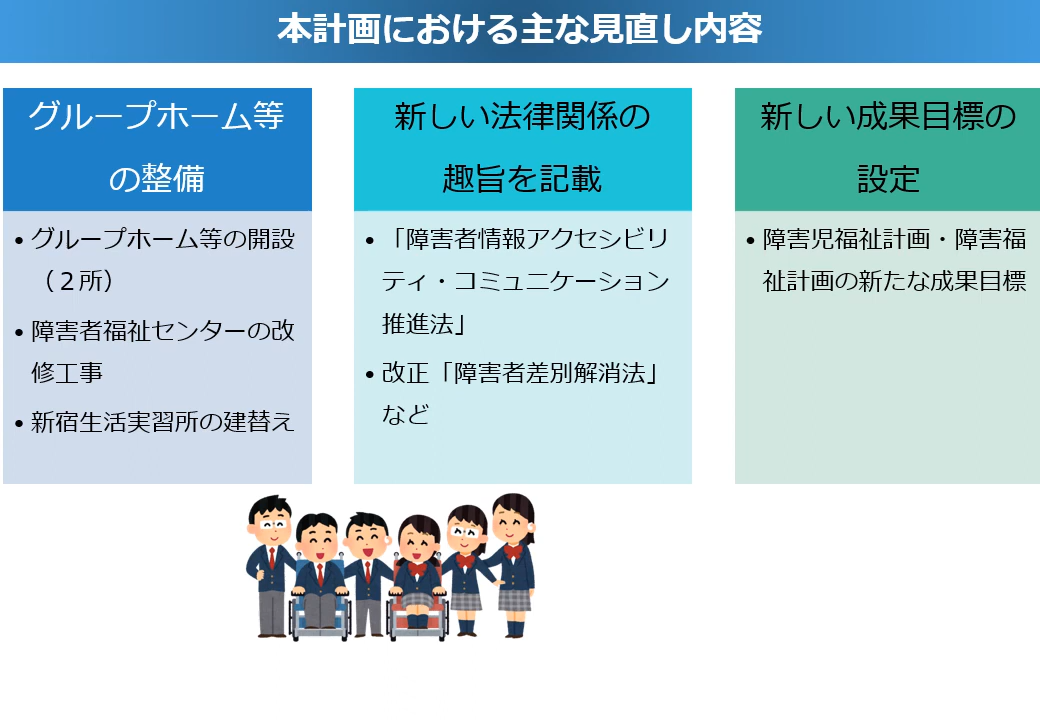 本計画における主な見直し内容
グループホーム等
の整備
• グループホーム等の開設
（２所）
• 障害者福祉センターの改
修工事
• 新宿生活実習所の建替え
新しい法律関係の
趣旨を記載
• 「障害者情報アクセシビリ
ティ・コミュニケーション
推進法」
• 改正「障害者差別解消法」
など
新しい成果目標の
設定
• 障害児福祉計画・障害福
祉計画の新たな成果目標